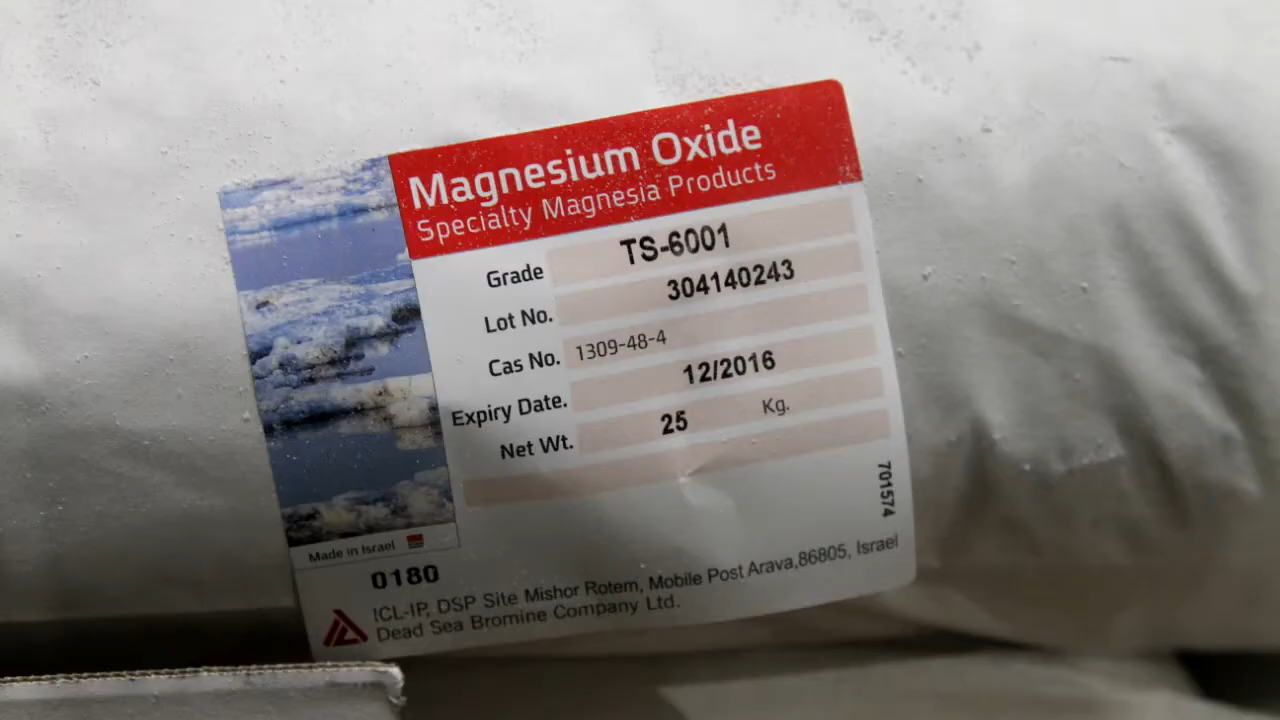 Magnesium Oxide
Specialty Magnesia Products
Grade TS-6001
Lot No. 304140243
Cas No. 1309-48-4
Expiry Date. 12/2016
Net Wt. 25 Kg.
701574
Made in Israel
0180
ICL-IP, DSP Site Mishor Rotem, Mobile Post Arava,86805, Israel
Dead Sea Bromine Company Ltd.